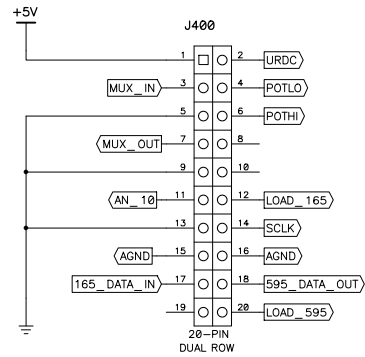 +5V
J400
1 2 URDC
MUX_IN 3 4 POTLO
5 6 POTHI
MUX_OUT 7 8
9 10
AN_10 11 12 LOAD_165
13 14 SCLK
AGND 15 16 AGND
165_DATA_IN 17 18 595_DATA_OUT
19 20 LOAD_595
20-PIN
DUAL ROW